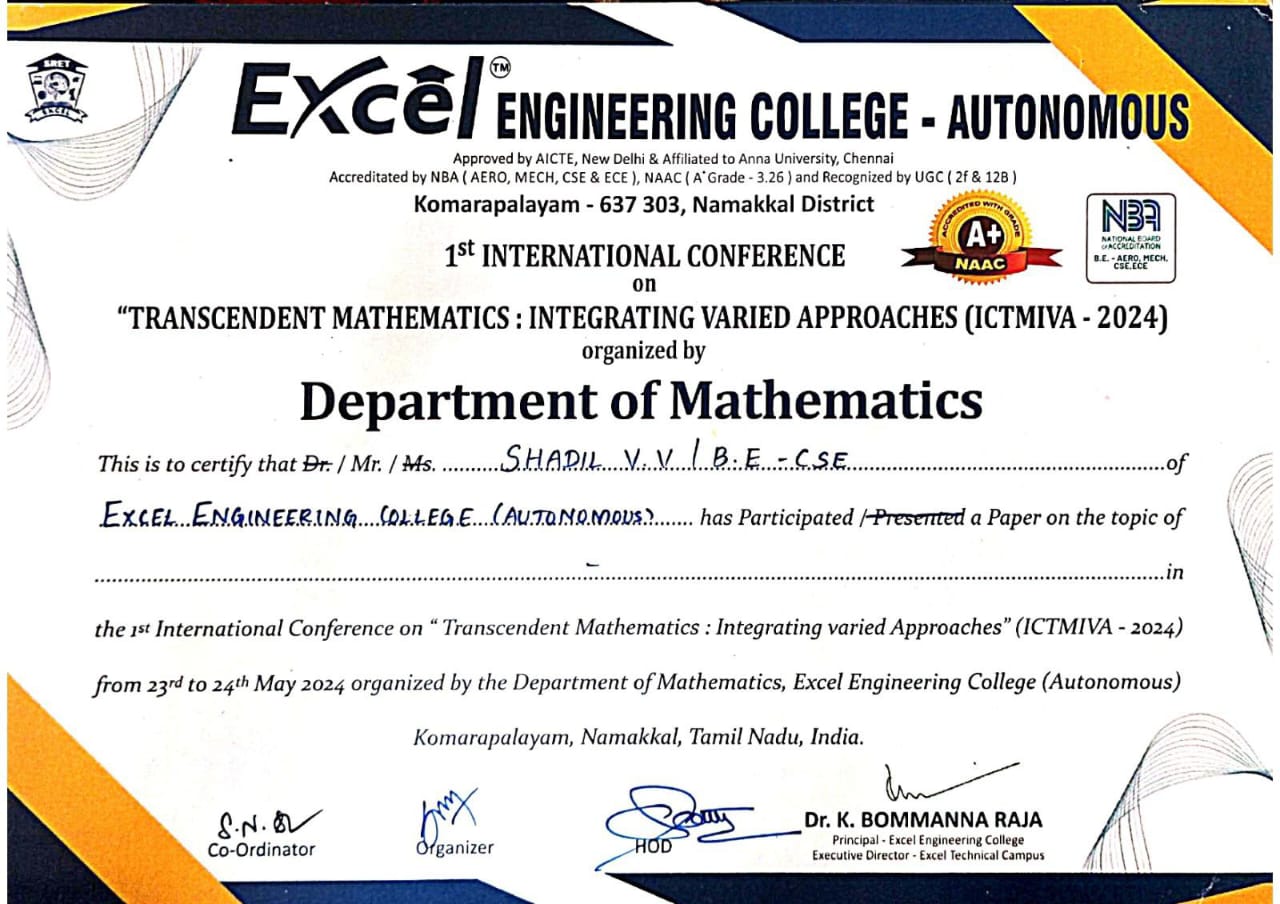 SRET
EXCEL
Excel TM ENGINEERING COLLEGE - AUTONOMOUS
Approved by AICTE, New Delhi & Affiliated to Anna University, Chennai
Accreditated by NBA ( AERO, MECH, CSE & ECE ), NAAC ( A+ Grade - 3.26 ) and Recognized by UGC ( 2f & 12B )
Komarapalayam - 637 303, Namakkal District
ACCREDITED WITH GRADE
A+
NAAC
NBA
NATIONAL BOARD
of ACCREDITATION
B.E. - AERO, MECH,
CSE, ECE
1st INTERNATIONAL CONFERENCE
on
“TRANSCENDENT MATHEMATICS : INTEGRATING VARIED APPROACHES (ICTMIVA - 2024)
organized by
Department of Mathematics
This is to certify that Dr. / Mr. / Ms. SHADIL V.V / B.E - CSE of
EXCEL ENGINEERING COLLEGE (AUTONOMOUS) has Participated / Presented a Paper on the topic of
- in
the 1st International Conference on “ Transcendent Mathematics : Integrating varied Approaches” (ICTMIVA - 2024)
from 23rd to 24th May 2024 organized by the Department of Mathematics, Excel Engineering College (Autonomous)
Komarapalayam, Namakkal, Tamil Nadu, India.
Co-Ordinator
Organizer
HOD
Dr. K. BOMMANNA RAJA
Principal - Excel Engineering College
Executive Director - Excel Technical Campus